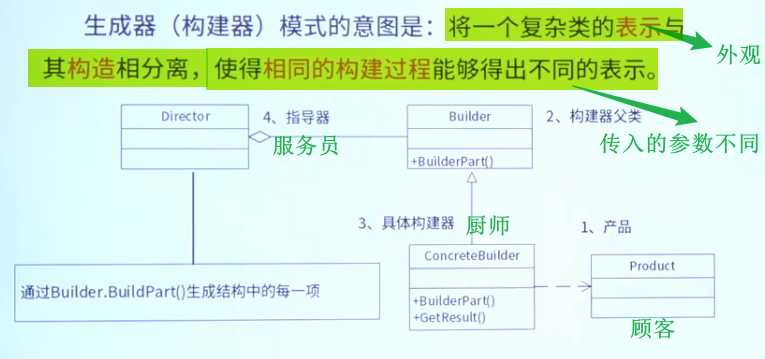 生成器（构建器）模式的意图是：将一个复杂类的表示与
外观
其构造相分离，使得相同的构建过程能够得出不同的表示。
Director
4、指导器
服务员
Builder
+BuilderPart()
2、构建器父类
传入的参数不同
3、具体构建器
厨师
ConcreteBuilder
+BuilderPart()
+GetResult()
1、产品
Product
顾客
通过Builder.BuildPart()生成结构中的每一项